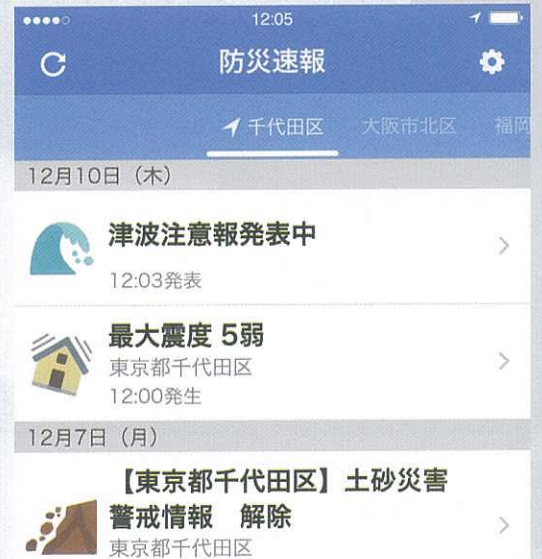 12:05
防災速報
千代田区 大阪市北区 福岡
12月10日（木）
津波注意報発表中
12:03発表
最大震度 5弱
東京都千代田区
12:00発生
12月7日（月）
【東京都千代田区】土砂災害
警戒情報　解除
東京都千代田区